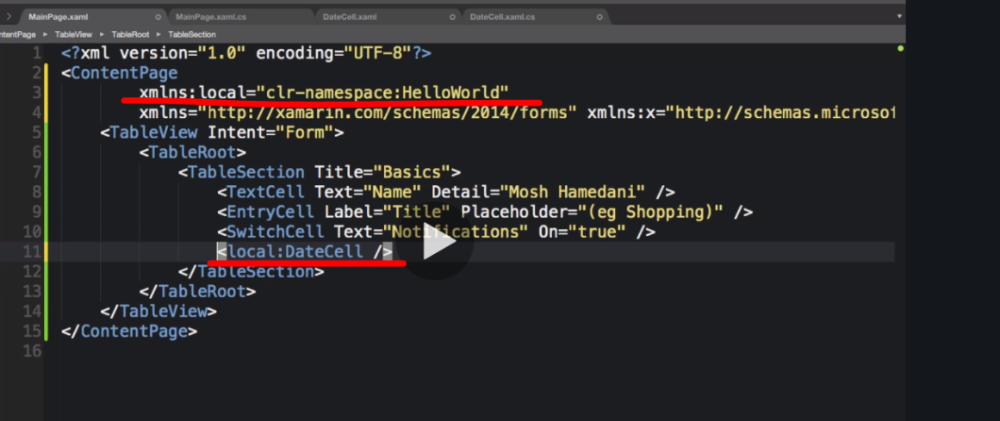 MainPage.xaml MainPage.xaml.cs DateCell.xaml DateCell.xaml.cs
ntentPage TableView TableRoot TableSection
1 <?xml version="1.0" encoding="UTF-8"?>
2 <ContentPage
3 xmlns:local="clr-namespace:HelloWorld"
4 xmlns="http://xamarin.com/schemas/2014/forms" xmlns:x="http://schemas.microsof
5 <TableView Intent="Form">
6 <TableRoot>
7 <TableSection Title="Basics">
8 <TextCell Text="Name" Detail="Mosh Hamedani" />
9 <EntryCell Label="Title" Placeholder="(eg Shopping)" />
10 <SwitchCell Text="Notifications" On="true" />
11 <local:DateCell />
12 </TableSection>
13 </TableRoot>
14 </TableView>
15 </ContentPage>
16